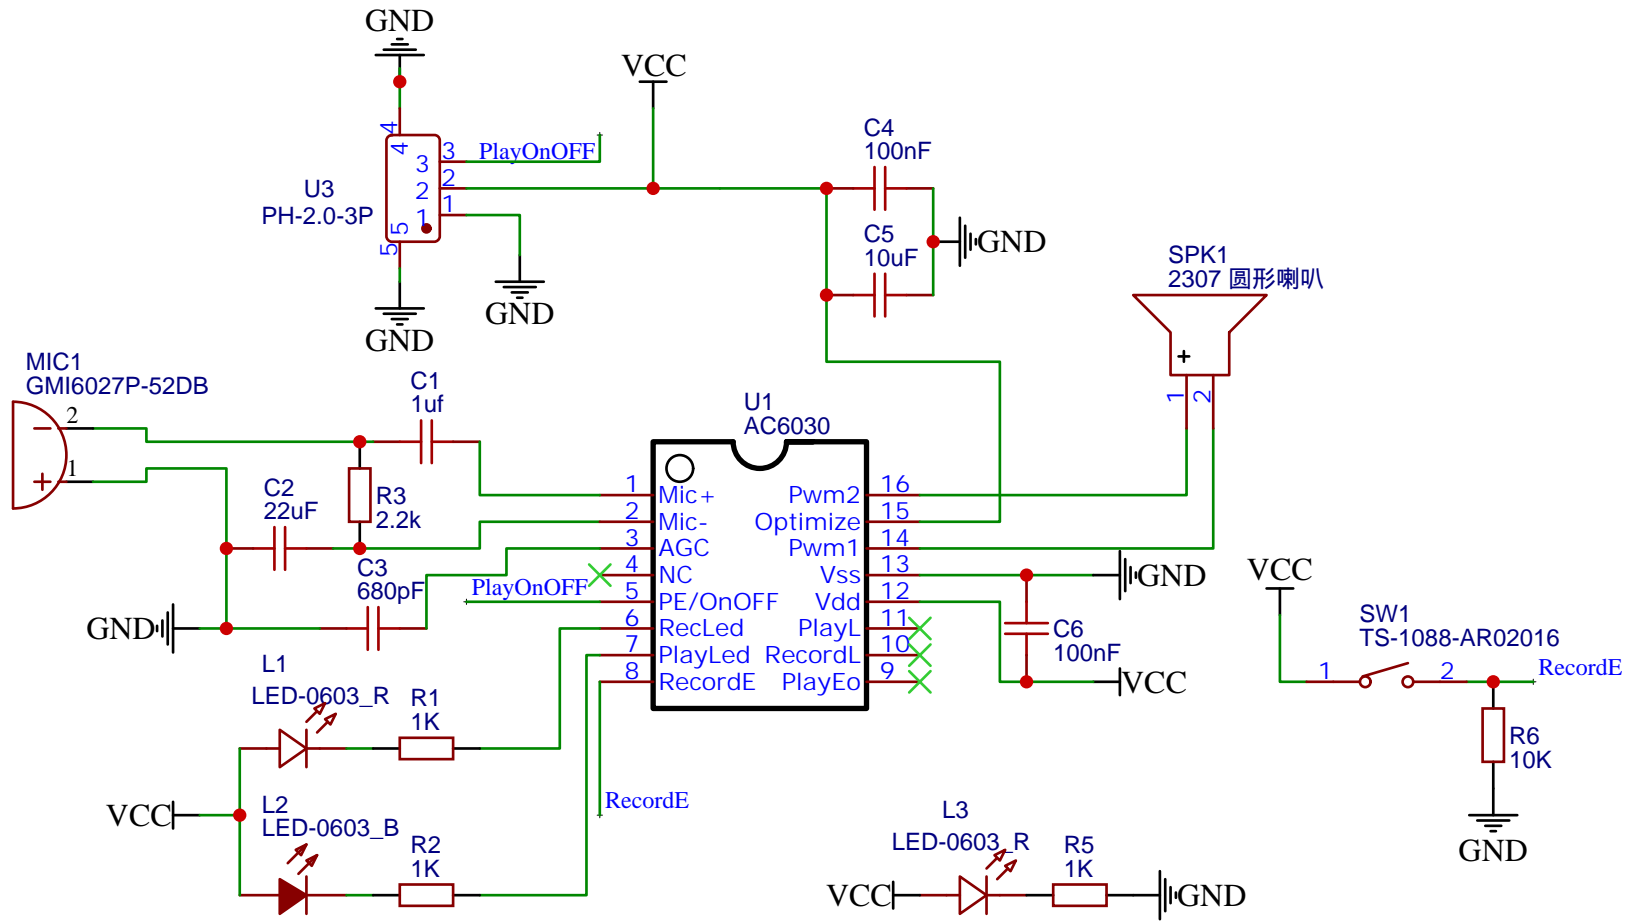 GND
VCC
4
4
3
3
PlayOnOFF
2
2
1
1
5
5
U3
PH-2.0-3P
GND
GND
C4
100nF
C5
10uF
GND
SPK1
2307 圆形喇叭
+
1
2
MIC1
GMI6027P-52DB
2
1
C1
1uf
C2
22uF
R3
2.2k
C3
680pF
GND
PlayOnOFF
U1
AC6030
1 Mic+
2 Mic-
3 AGC
4 NC
5 PE/OnOFF
6 RecLed
7 PlayLed
8 RecordE
Pwm2 16
Optimize 15
Pwm1 14
Vss 13
Vdd 12
PlayL 11
RecordL 10
PlayEo 9
GND
C6
100nF
VCC
VCC
SW1
TS-1088-AR02016
1
2
RecordE
R6
10K
GND
L1
LED-0603_R
R1
1K
VCC
L2
LED-0603_B
R2
1K
RecordE
L3
LED-0603_R
R5
1K
VCC
GND